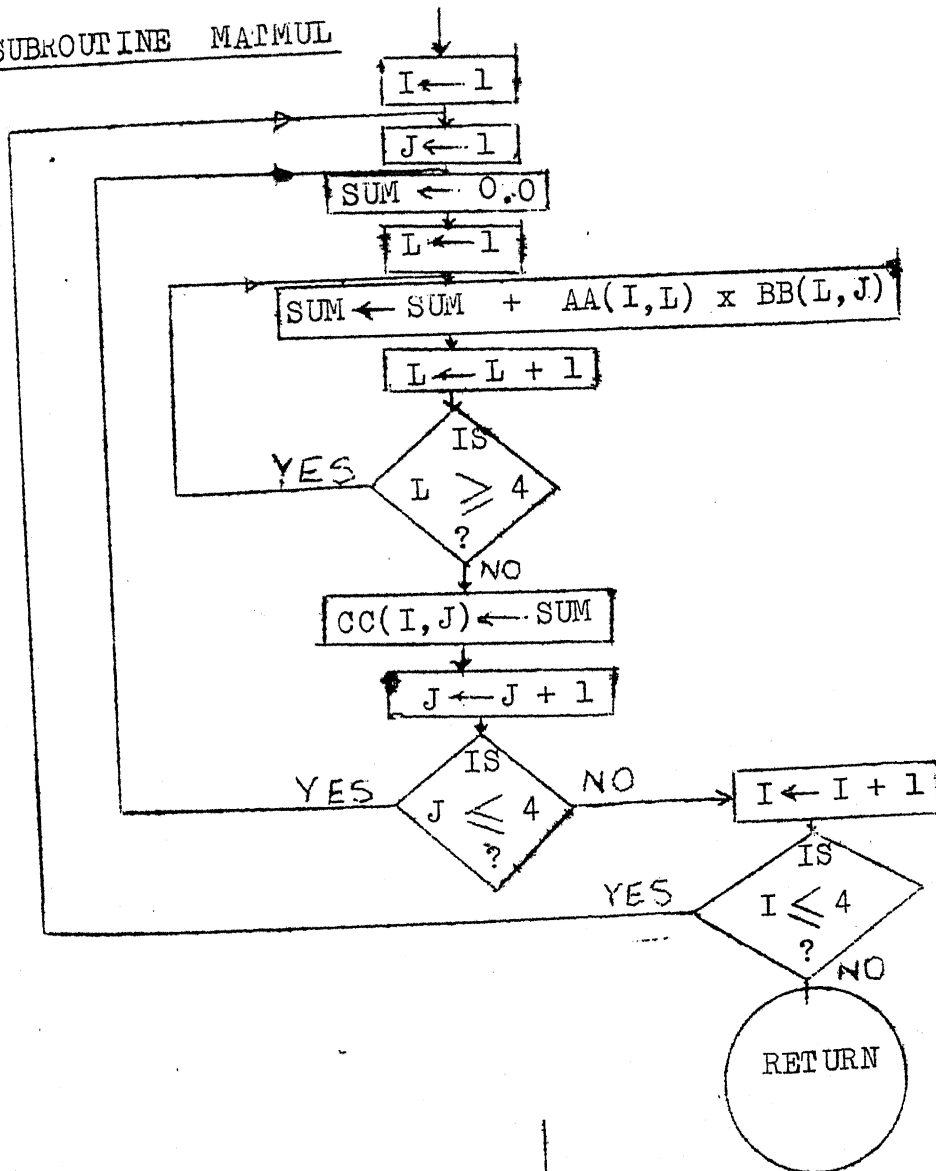 SUBROUTINE MATMUL
I ← 1
J ← 1
SUM ← 0.0
L ← 1
SUM ← SUM + AA(I,L) x BB(L,J)
L ← L + 1
IS
L ≥ 4
?
YES
NO
CC(I,J) ← SUM
J ← J + 1
IS
J ≤ 4
?
YES
NO
I ← I + 1
IS
I ≤ 4
?
YES
NO
RETURN